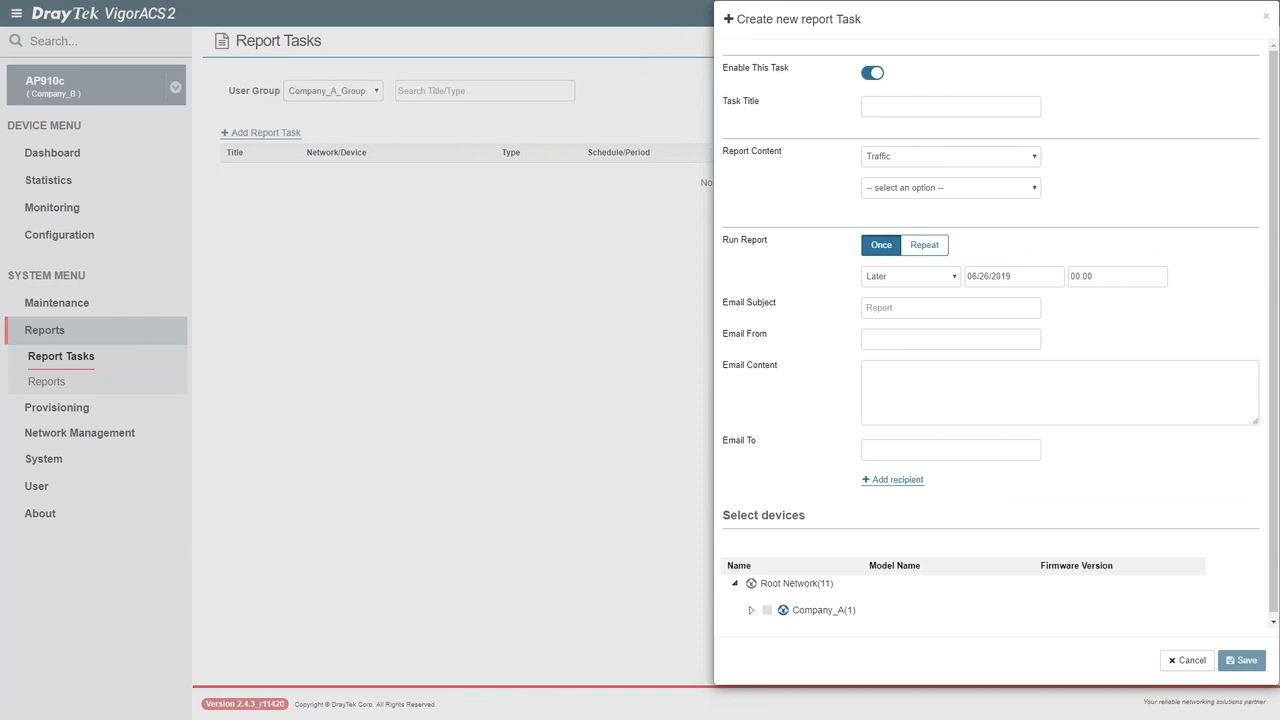 DrayTek VigorACS2
Search...
AP910c
( Company_B )
DEVICE MENU
Dashboard
Statistics
Monitoring
Configuration
SYSTEM MENU
Maintenance
Reports
Report Tasks
Reports
Provisioning
Network Management
System
User
About
Report Tasks
User Group Company_A_Group Search Title/Type
+ Add Report Task
Title Network/Device Type Schedule/Period
No
+ Create new report Task ×
Enable This Task
Task Title
Report Content Traffic
-- select an option --
Run Report Once Repeat
Later 06/26/2019 00:00
Email Subject Report
Email From
Email Content
Email To
+ Add recipient
Select devices
Name Model Name Firmware Version
Root Network(11)
Company_A(1)
Cancel Save
Version 2.4.3_r11420 Copyright © DrayTek Corp. All Rights Reserved.
Your reliable networking solutions partner